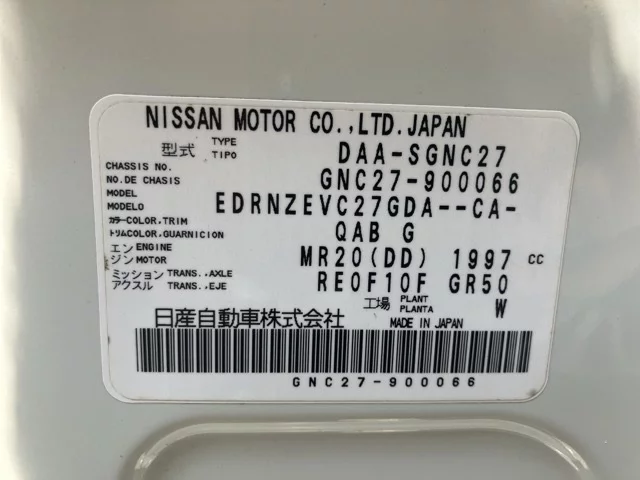 NISSAN MOTOR CO.,LTD.JAPAN
型式 TYPE TIPO DAA-SGNC27
CHASSIS NO.
NO.DE CHASIS GNC27-900066
MODEL
MODELO EDRNZEVC27GDA--CA-
カラーCOLOR,TRIM
トリムCOLOR,GUARNICION QAB G
エンジン ENGINE MOTOR MR20(DD) 1997 CC
ミッション TRANS.,AXLE
アクスル TRANS.,EJE RE0F10F GR50
工場 PLANT PLANTA W
日産自動車株式会社 MADE IN JAPAN
GNC27-900066